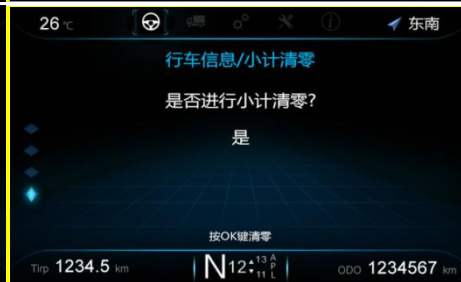 26 ℃ 东南
行车信息/小计清零
是否进行小计清零?
是
按OK键清零
Tirp 1234.5 km N12 13 11 A P L ODO 1234567 km